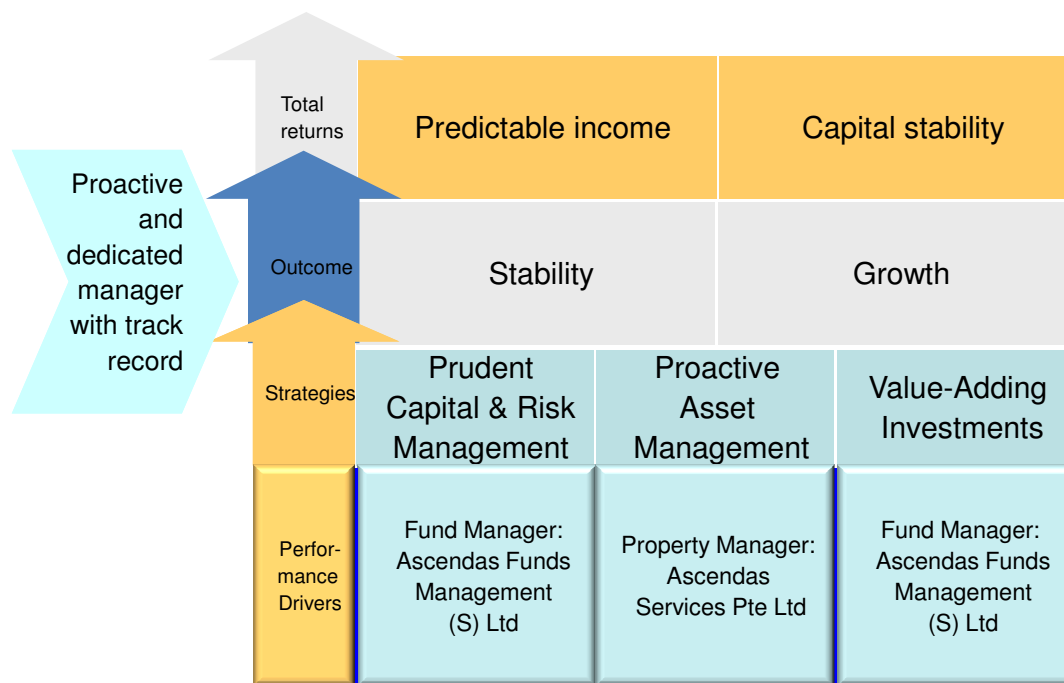 Total
returns
Predictable income
Capital stability
Proactive
and
dedicated
manager
with track
record
Outcome
Stability
Growth
Strategies
Prudent
Capital & Risk
Management
Proactive
Asset
Management
Value-Adding
Investments
Perfor-
mance
Drivers
Fund Manager:
Ascendas Funds
Management
(S) Ltd
Property Manager:
Ascendas
Services Pte Ltd
Fund Manager:
Ascendas Funds
Management
(S) Ltd